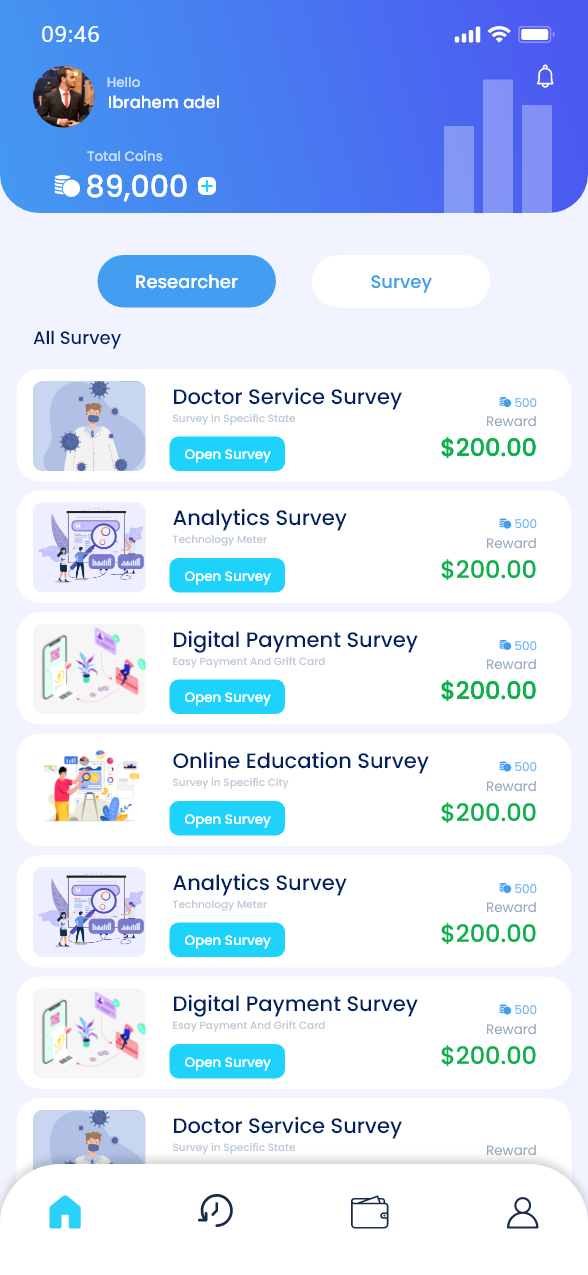 09:46
Hello
Ibrahem adel
Total Coins
89,000
Researcher
Survey
All Survey
Doctor Service Survey
Survey in Specific State
Open Survey
500
Reward
$200.00
Analytics Survey
Technology Meter
Open Survey
500
Reward
$200.00
Digital Payment Survey
Easy Payment And Grift Card
Open Survey
500
Reward
$200.00
Online Education Survey
Survey in Specific City
Open Survey
500
Reward
$200.00
Analytics Survey
Technology Meter
Open Survey
500
Reward
$200.00
Digital Payment Survey
Esay Payment And Grift Card
Open Survey
500
Reward
$200.00
Doctor Service Survey
Survey in Specific State
Reward